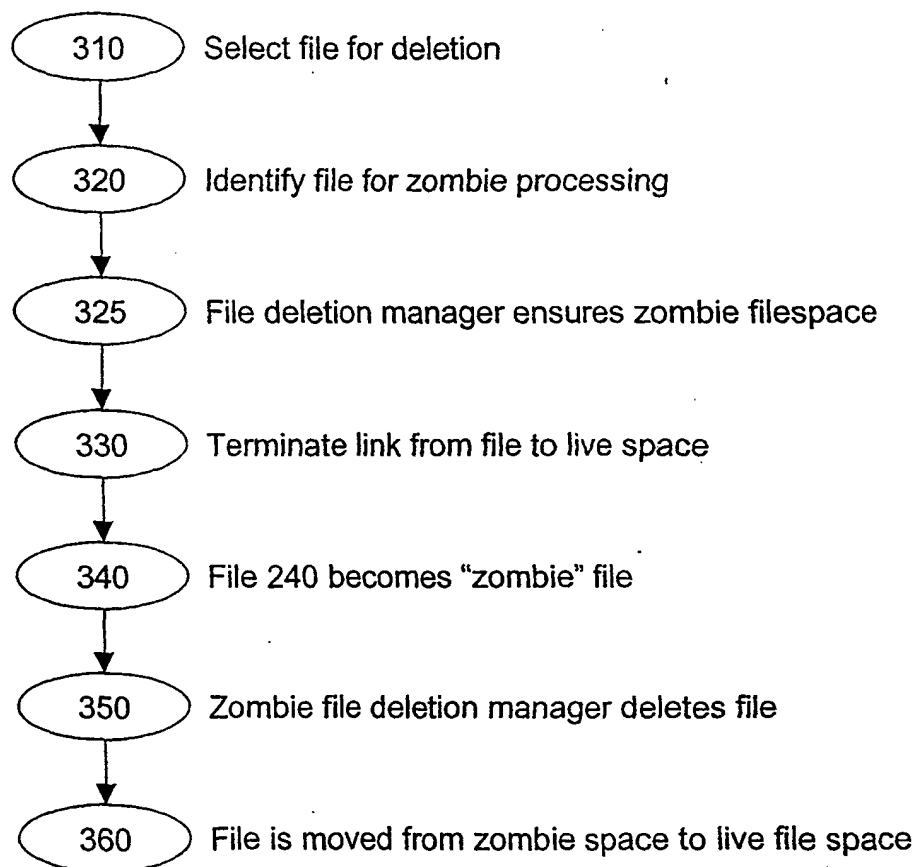 310 Select file for deletion
320 Identify file for zombie processing
325 File deletion manager ensures zombie filespace
330 Terminate link from file to live space
340 File 240 becomes “zombie” file
350 Zombie file deletion manager deletes file
360 File is moved from zombie space to live file space